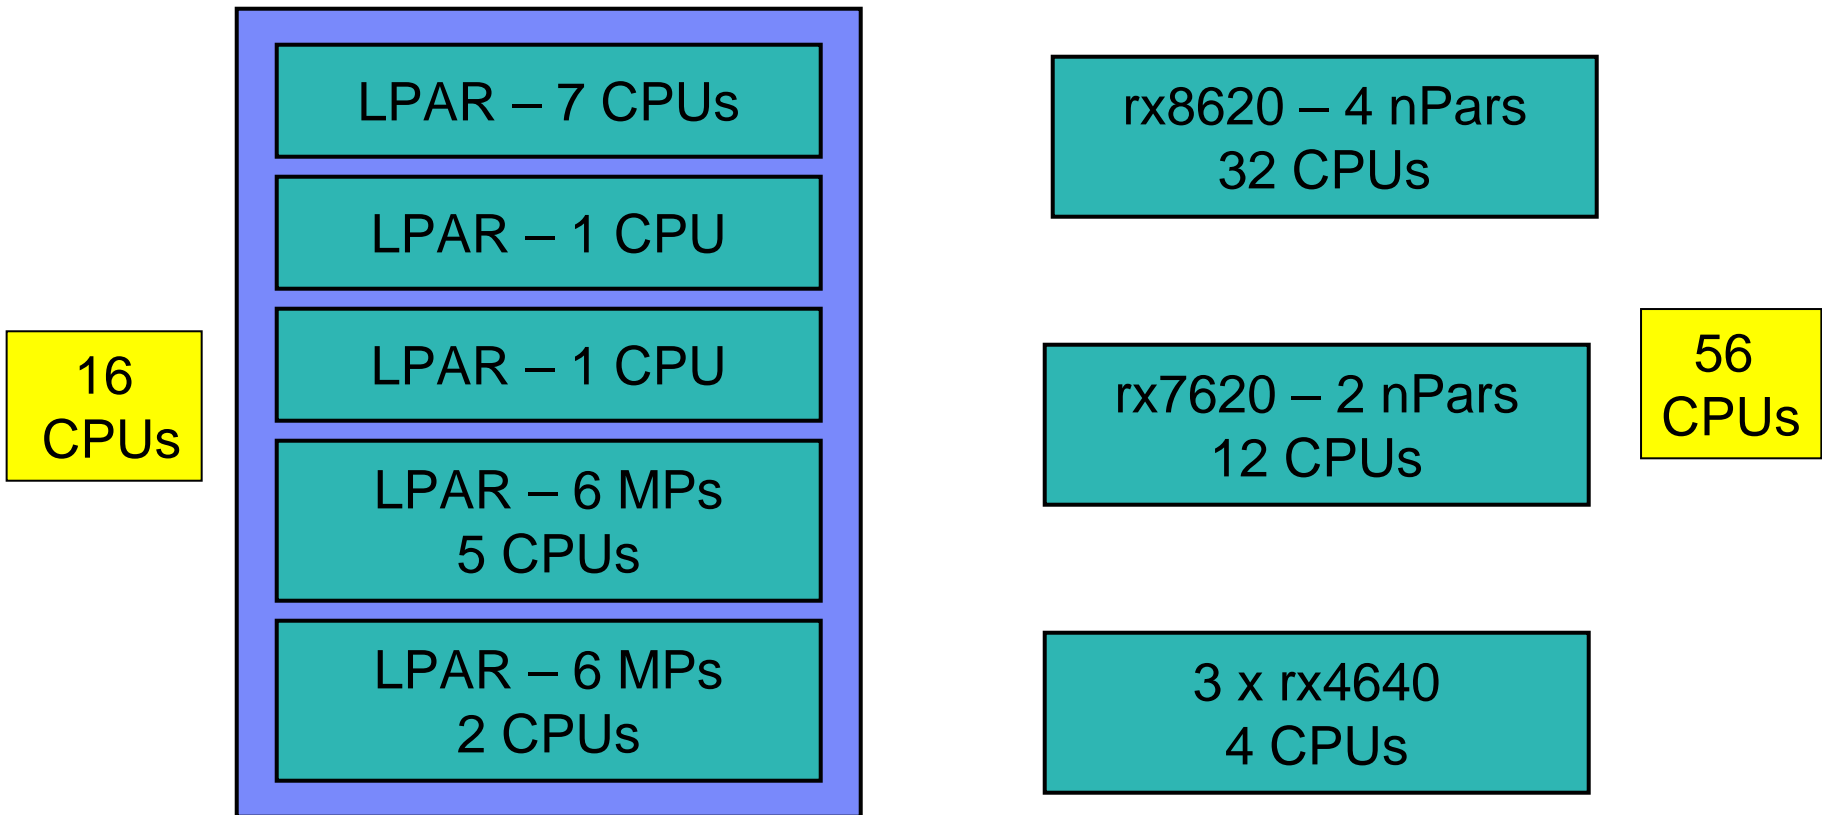 16
CPUs
LPAR – 7 CPUs
LPAR – 1 CPU
LPAR – 1 CPU
LPAR – 6 MPs
5 CPUs
LPAR – 6 MPs
2 CPUs
rx8620 – 4 nPars
32 CPUs
rx7620 – 2 nPars
12 CPUs
3 x rx4640
4 CPUs
56
CPUs